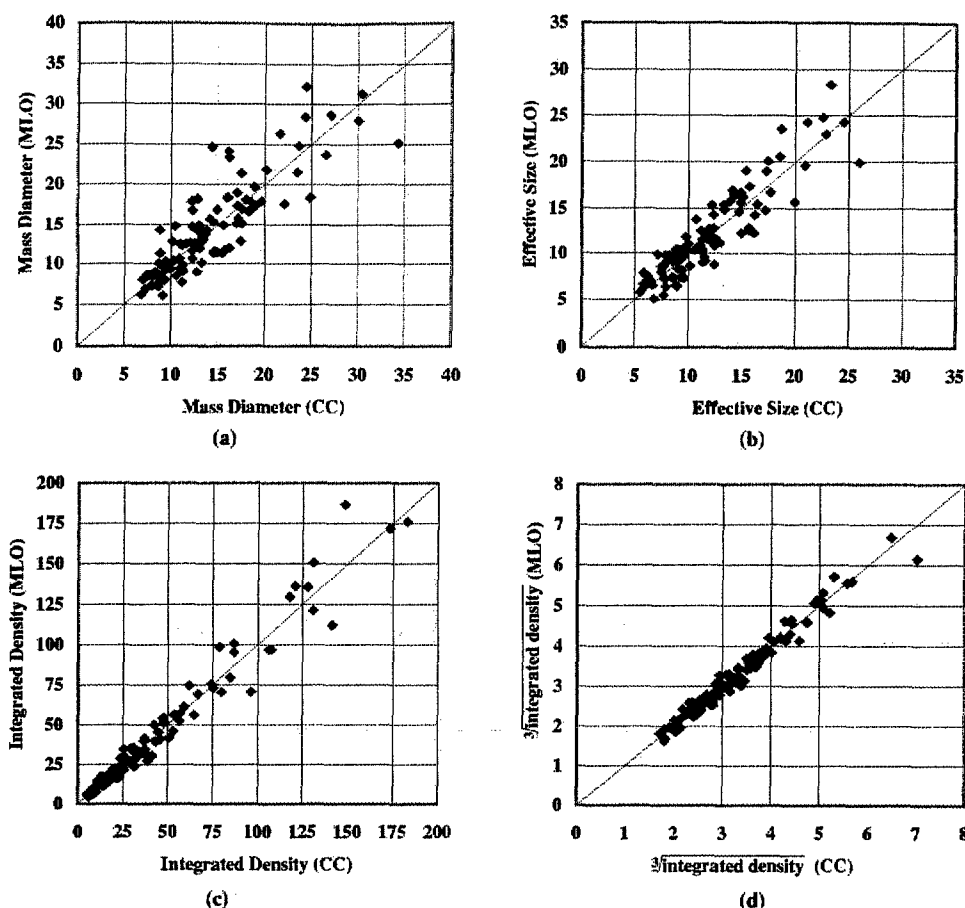 40
35
30
25
20
15
10
5
0
Mass Diameter (MLO)
0 5 10 15 20 25 30 35 40
Mass Diameter (CC)
(a)
35
30
25
20
15
10
5
0
Effective Size (MLO)
0 5 10 15 20 25 30 35
Effective Size (CC)
(b)
200
175
150
125
100
75
50
25
0
Integrated Density (MLO)
0 25 50 75 100 125 150 175 200
Integrated Density (CC)
(c)
8
7
6
5
4
3
2
1
0
∛integrated density (MLO)
0 1 2 3 4 5 6 7 8
∛integrated density (CC)
(d)